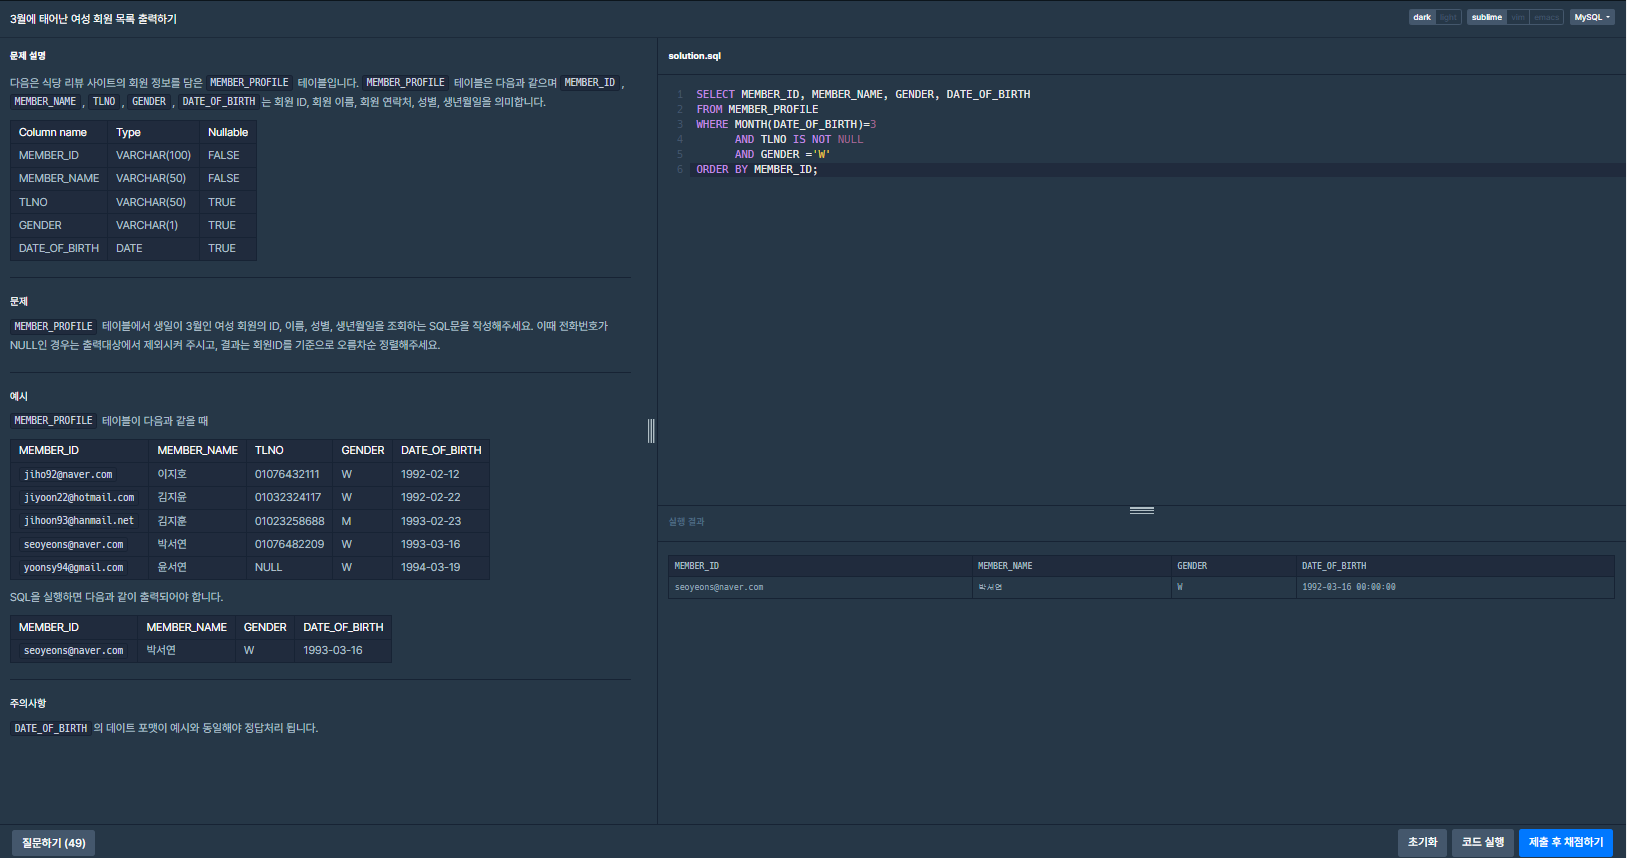 3월에 태어난 여성 회원 목록 출력하기
dark light sublime vim emacs MySQL
문제 설명
다음은 식당 리뷰 사이트의 회원 정보를 담은 MEMBER_PROFILE 테이블입니다. MEMBER_PROFILE 테이블은 다음과 같으며 MEMBER_ID ,
MEMBER_NAME , TLNO , GENDER , DATE_OF_BIRTH 는 회원 ID, 회원 이름, 회원 연락처, 성별, 생년월일을 의미합니다.
Column name Type Nullable
MEMBER_ID VARCHAR(100) FALSE
MEMBER_NAME VARCHAR(50) FALSE
TLNO VARCHAR(50) TRUE
GENDER VARCHAR(1) TRUE
DATE_OF_BIRTH DATE TRUE
문제
MEMBER_PROFILE 테이블에서 생일이 3월인 여성 회원의 ID, 이름, 성별, 생년월일을 조회하는 SQL문을 작성해주세요. 이때 전화번호가
NULL인 경우는 출력대상에서 제외시켜 주시고, 결과는 회원ID를 기준으로 오름차순 정렬해주세요.
예시
MEMBER_PROFILE 테이블이 다음과 같을 때
MEMBER_ID MEMBER_NAME TLNO GENDER DATE_OF_BIRTH
jiho92@naver.com 이지호 01076432111 W 1992-02-12
jiyoon22@hotmail.com 김지윤 01032324117 W 1992-02-22
jihoon93@hanmail.net 김지훈 01023258688 M 1993-02-23
seoyeons@naver.com 박서연 01076482209 W 1993-03-16
yoonsy94@gmail.com 윤서연 NULL W 1994-03-19
SQL을 실행하면 다음과 같이 출력되어야 합니다.
MEMBER_ID MEMBER_NAME GENDER DATE_OF_BIRTH
seoyeons@naver.com 박서연 W 1993-03-16
주의사항
DATE_OF_BIRTH 의 데이트 포맷이 예시와 동일해야 정답처리 됩니다.
질문하기 (49)
solution.sql
1 SELECT MEMBER_ID, MEMBER_NAME, GENDER, DATE_OF_BIRTH
2 FROM MEMBER_PROFILE
3 WHERE MONTH(DATE_OF_BIRTH)=3
4 AND TLNO IS NOT NULL
5 AND GENDER ='W'
6 ORDER BY MEMBER_ID;
실행 결과
MEMBER_ID MEMBER_NAME GENDER DATE_OF_BIRTH
seoyeons@naver.com 박서연 W 1992-03-16 00:00:00
초기화 코드 실행 제출 후 채점하기